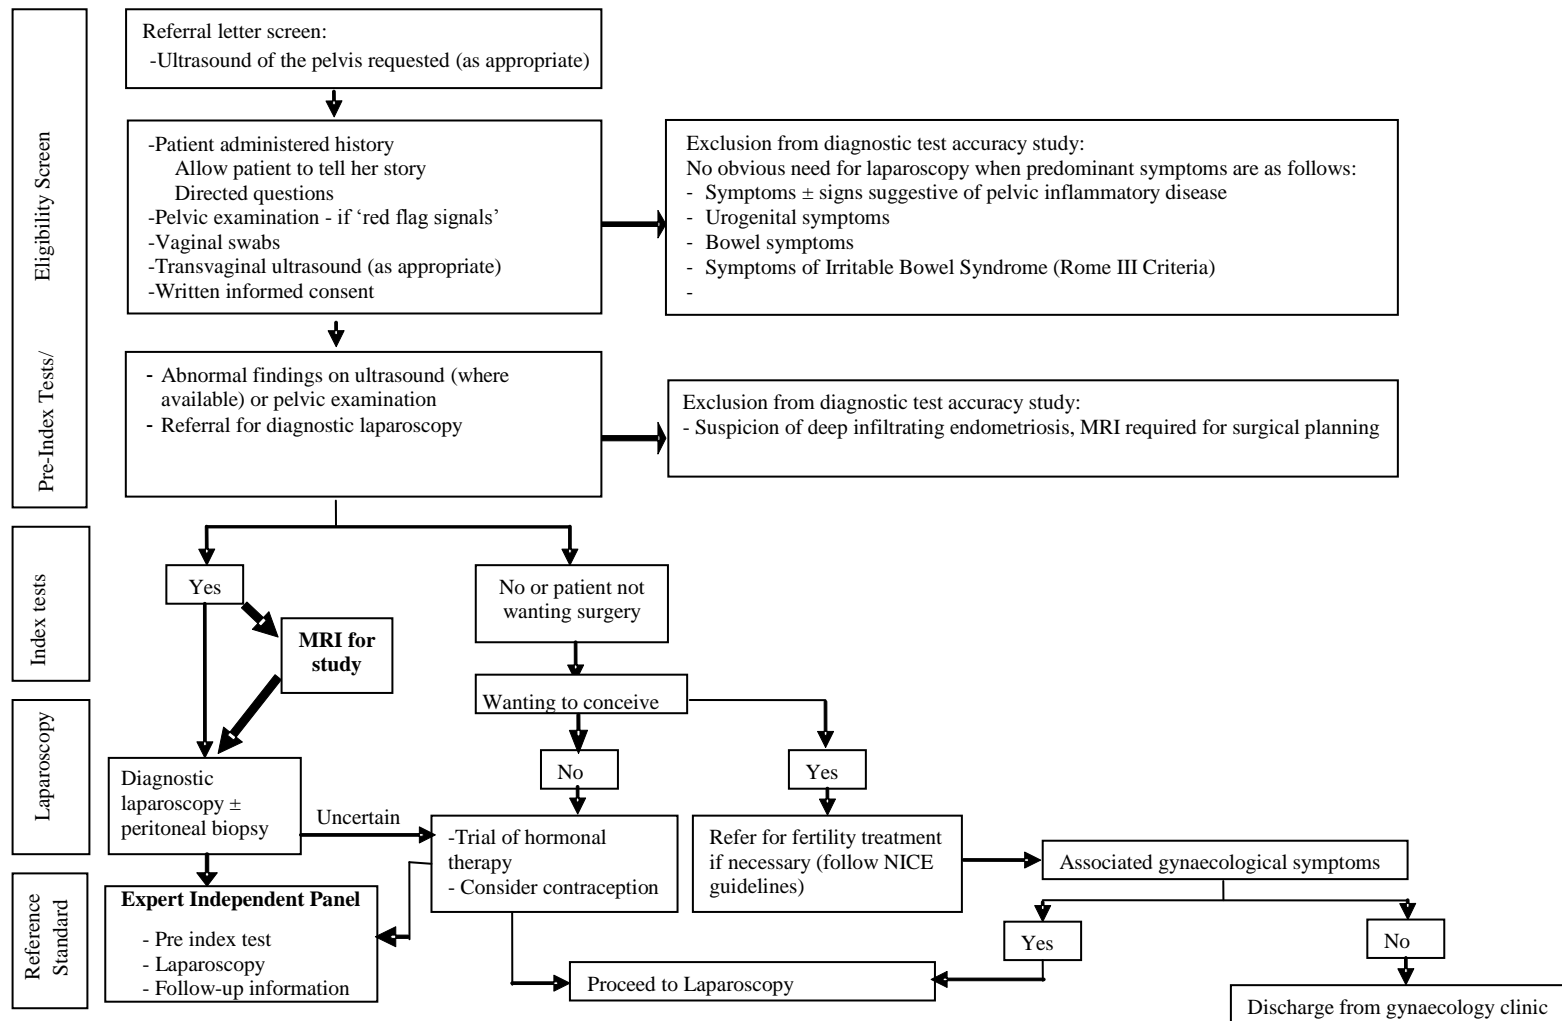 Referral letter screen:
-Ultrasound of the pelvis requested (as appropriate)
Eligibility Screen
Pre-Index Tests/
-Patient administered history
Allow patient to tell her story
Directed questions
-Pelvic examination - if ‘red flag signals’
-Vaginal swabs
-Transvaginal ultrasound (as appropriate)
-Written informed consent
Exclusion from diagnostic test accuracy study:
No obvious need for laparoscopy when predominant symptoms are as follows:
- Symptoms ± signs suggestive of pelvic inflammatory disease
- Urogenital symptoms
- Bowel symptoms
- Symptoms of Irritable Bowel Syndrome (Rome III Criteria)
-
- Abnormal findings on ultrasound (where
available) or pelvic examination
- Referral for diagnostic laparoscopy
Exclusion from diagnostic test accuracy study:
- Suspicion of deep infiltrating endometriosis, MRI required for surgical planning
Index tests
Yes
No or patient not
wanting surgery
MRI for
study
Wanting to conceive
Laparoscopy
No
Yes
Diagnostic
laparoscopy ±
peritoneal biopsy
Uncertain
-Trial of hormonal
therapy
- Consider contraception
Refer for fertility treatment
if necessary (follow NICE
guidelines)
Associated gynaecological symptoms
Reference
Standard
Expert Independent Panel
- Pre index test
- Laparoscopy
- Follow-up information
Yes
No
Proceed to Laparoscopy
Discharge from gynaecology clinic